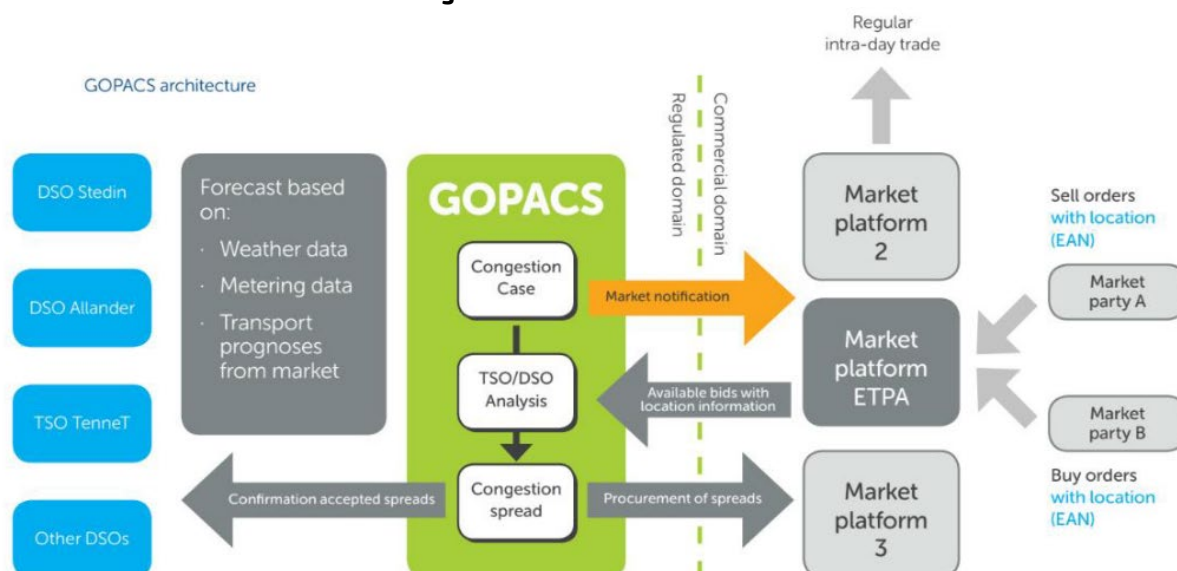 GOPACS architecture
DSO Stedin
DSO Allander
TSO TenneT
Other DSOs
Forecast based
on:
· Weather data
· Metering data
· Transport
prognoses
from market
GOPACS
Congestion
Case
TSO/DSO
Analysis
Congestion
spread
Confirmation accepted spreads
Regulated domain
Commercial domain
Market notification
Available bids with
location information
Procurement of spreads
Regular
intra-day trade
Market
platform
2
Market
platform
ETPA
Market
platform
3
Sell orders
with location
(EAN)
Market
party A
Market
party B
Buy orders
with location
(EAN)